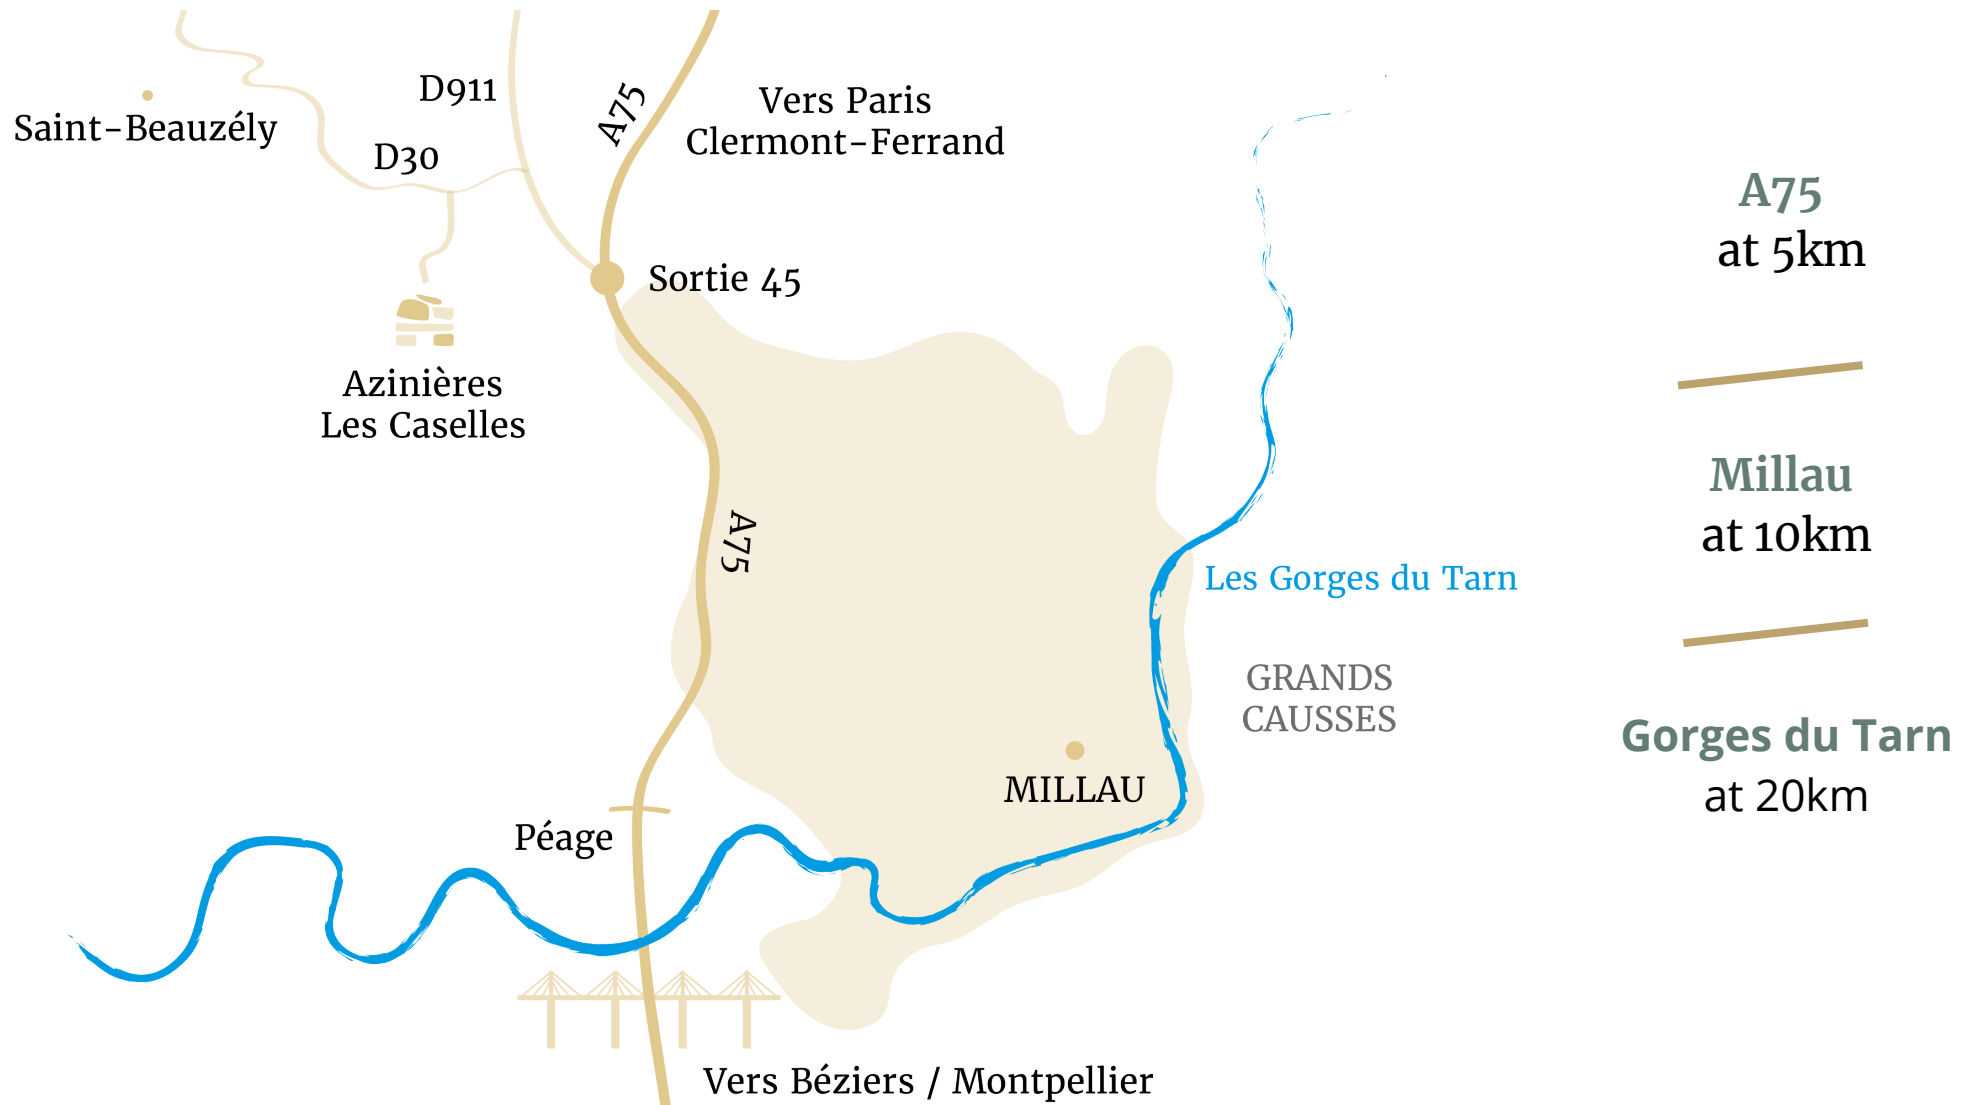 D911
A75
Vers Paris
Clermont-Ferrand
Saint-Beauzély
D30
Sortie 45
Azinières
Les Caselles
A75
Les Gorges du Tarn
GRANDS
CAUSSES
MILLAU
Péage
Vers Béziers / Montpellier
A75
at 5km
Millau
at 10km
Gorges du Tarn
at 20km